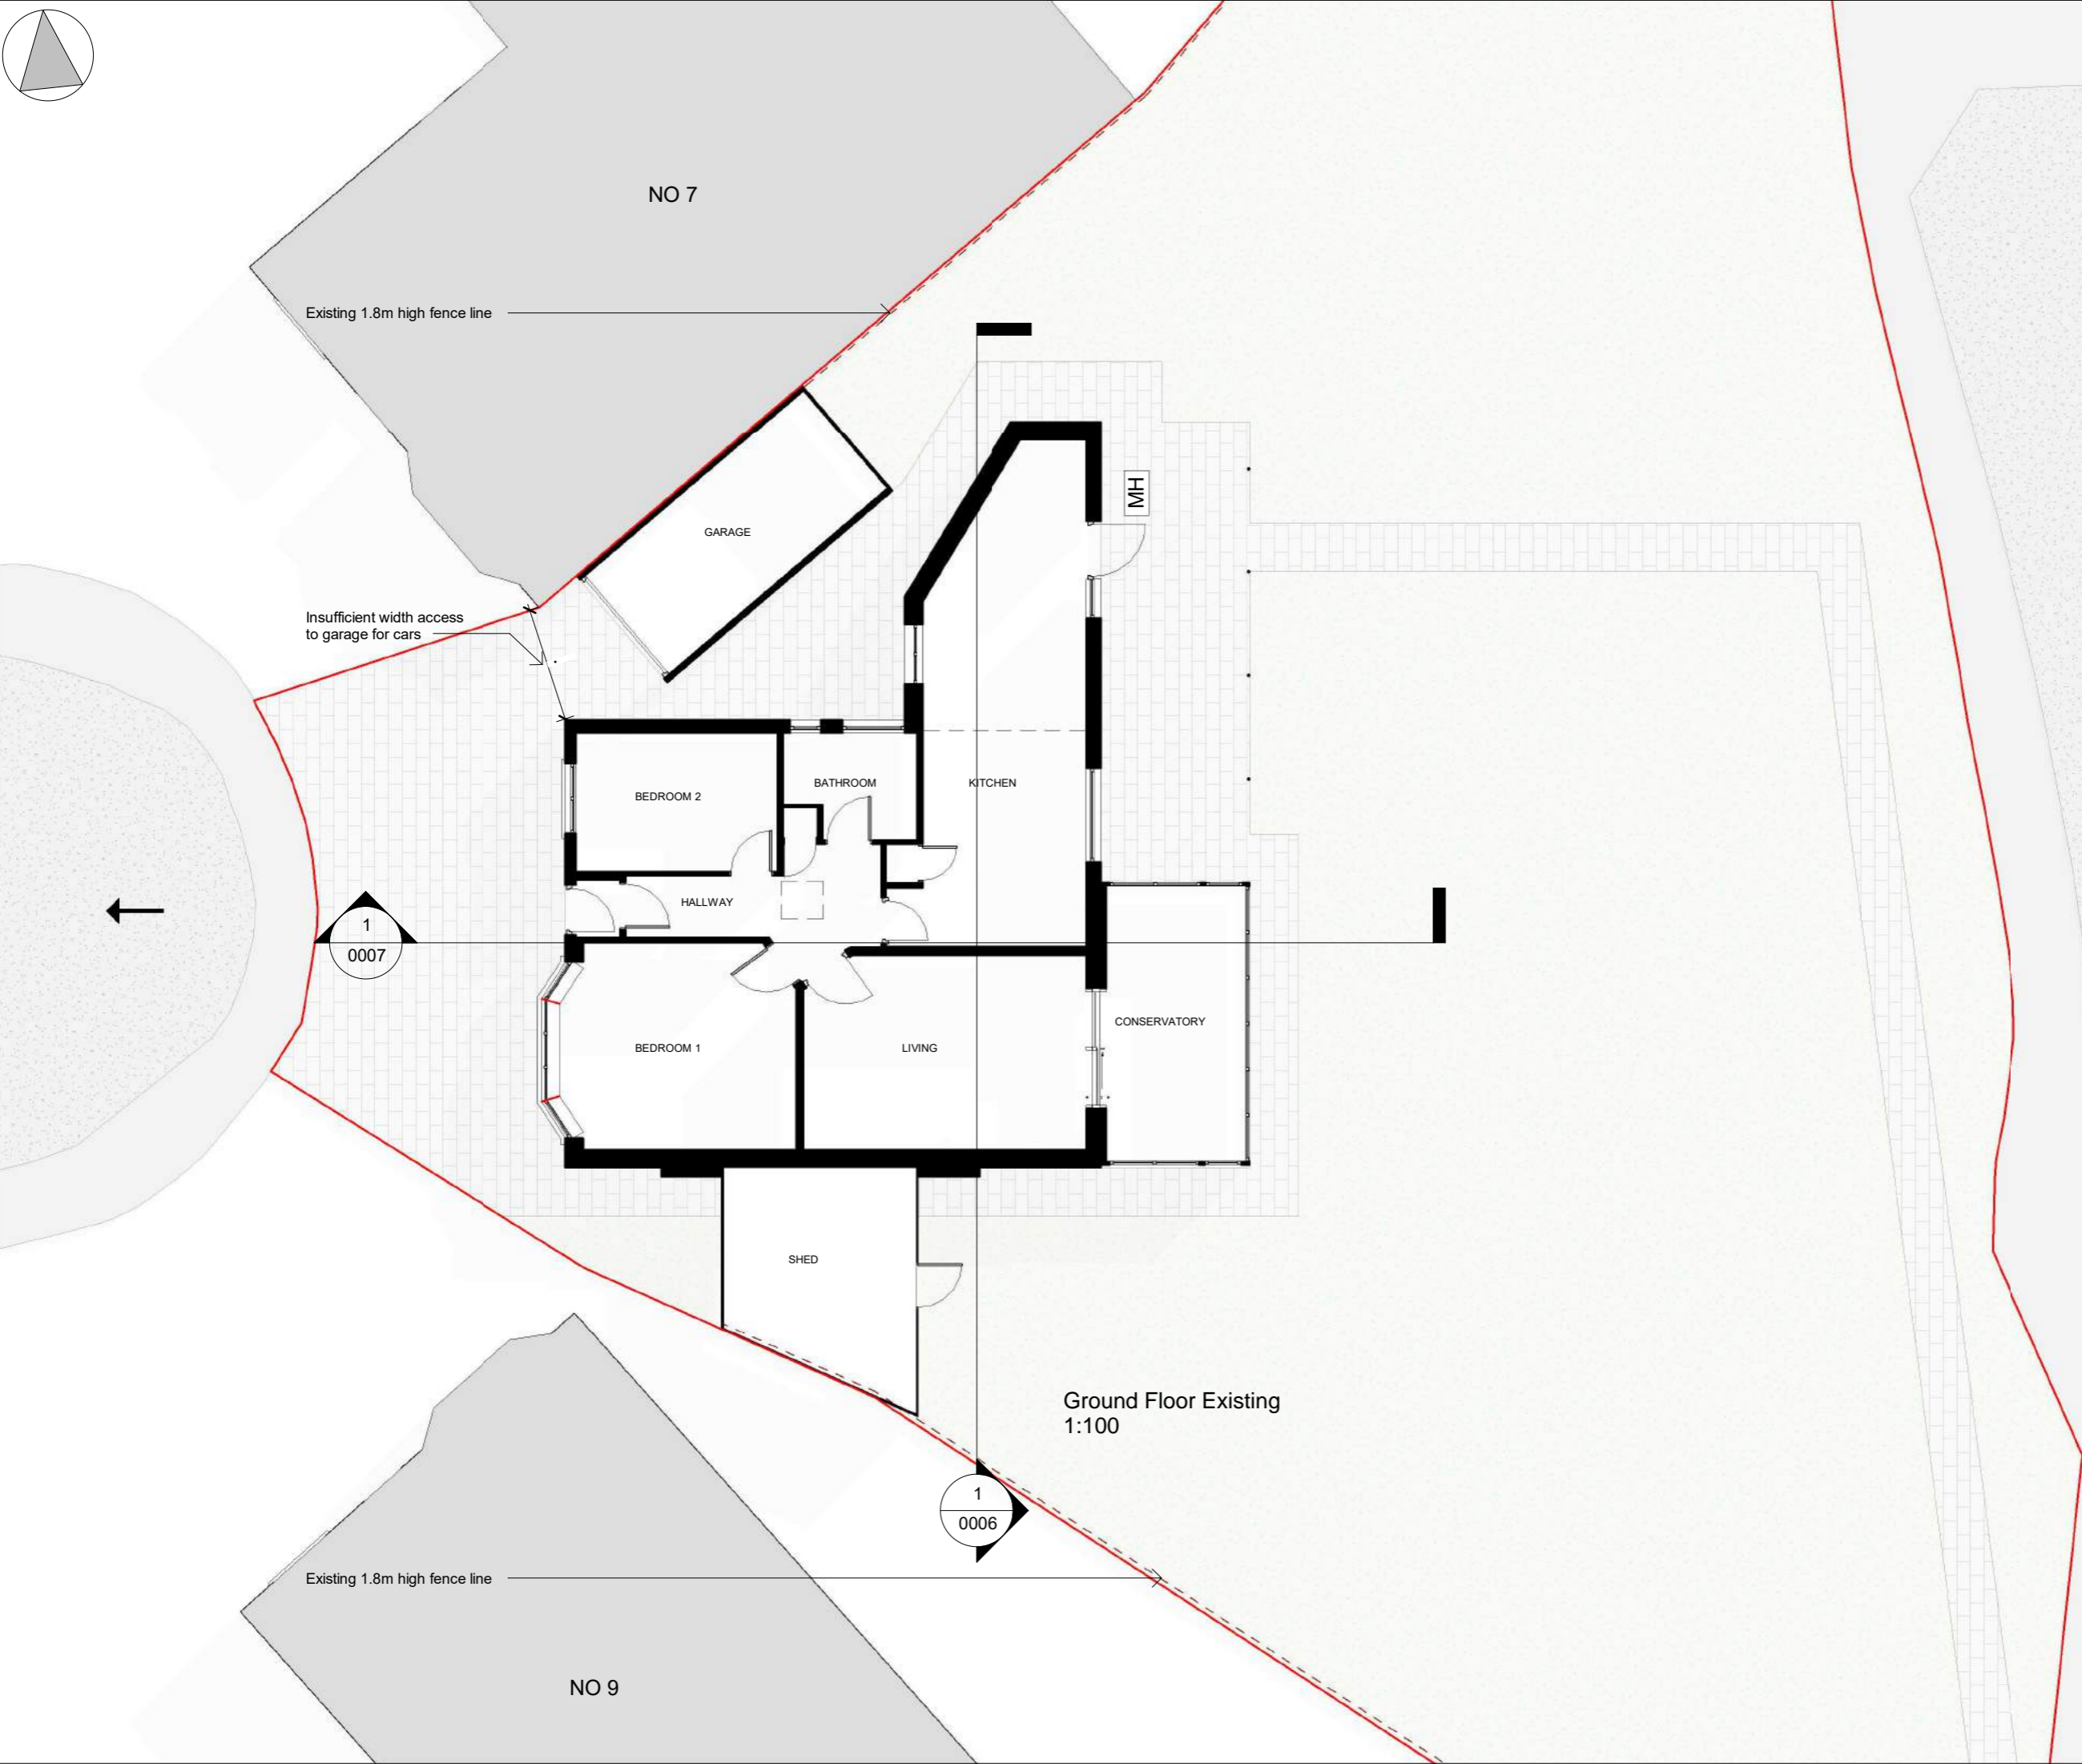 NO 7
Existing 1.8m high fence line
MH
GARAGE
Insufficient width access
to garage for cars
BEDROOM 2
BATHROOM
KITCHEN
HALLWAY
1
0007
BEDROOM 1
LIVING
CONSERVATORY
SHED
Ground Floor Existing
1:100
1
0006
Existing 1.8m high fence line
NO 9